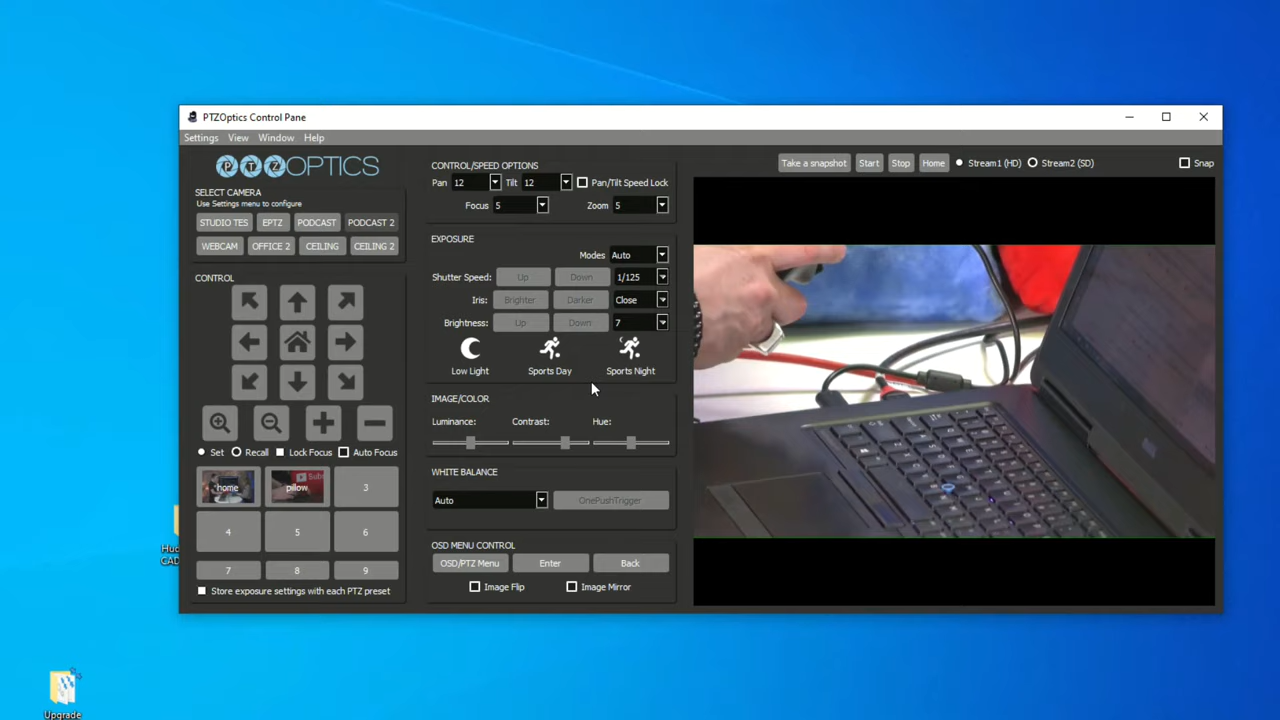 PTZOptics Control Pane
Settings View Window Help
PTZOPTICS
SELECT CAMERA
Use Settings menu to configure
STUDIO TES EPTZ PODCAST PODCAST 2
WEBCAM OFFICE 2 CEILING CEILING 2
CONTROL
Set Recall Lock Focus Auto Focus
home pillow 3
4 5 6
7 8 9
Store exposure settings with each PTZ preset
CONTROL/SPEED OPTIONS
Pan 12 Tilt 12 Pan/Tilt Speed Lock
Focus 5 Zoom 5
EXPOSURE
Modes Auto
Shutter Speed: Up Down 1/125
Iris: Brighter Darker Close
Brightness: Up Down 7
Low Light Sports Day Sports Night
IMAGE/COLOR
Luminance: Contrast: Hue:
WHITE BALANCE
Auto OnePushTrigger
OSD MENU CONTROL
OSD/PTZ Menu Enter Back
Image Flip Image Mirror
Take a snapshot Start Stop Home Stream1 (HD) Stream2 (SD) Snap
Upgrade